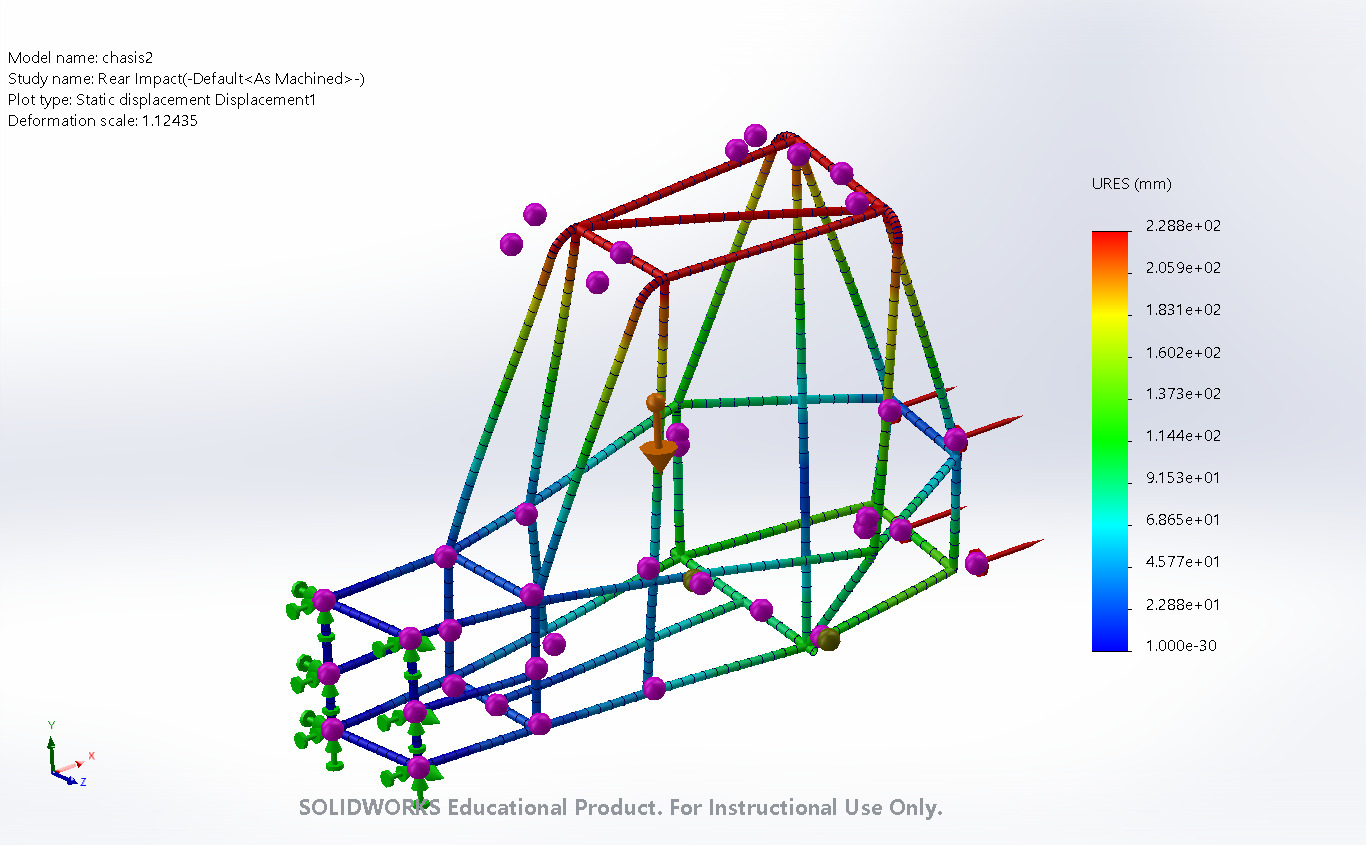 Model name: chasis2
Study name: Rear Impact(-Default<As Machined>-)
Plot type: Static displacement Displacement1
Deformation scale: 1.12435
URES (mm)
2.288e+02
2.059e+02
1.831e+02
1.602e+02
1.373e+02
1.144e+02
9.153e+01
6.865e+01
4.577e+01
2.288e+01
1.000e-30
Y
X
Z
SOLIDWORKS Educational Product. For Instructional Use Only.